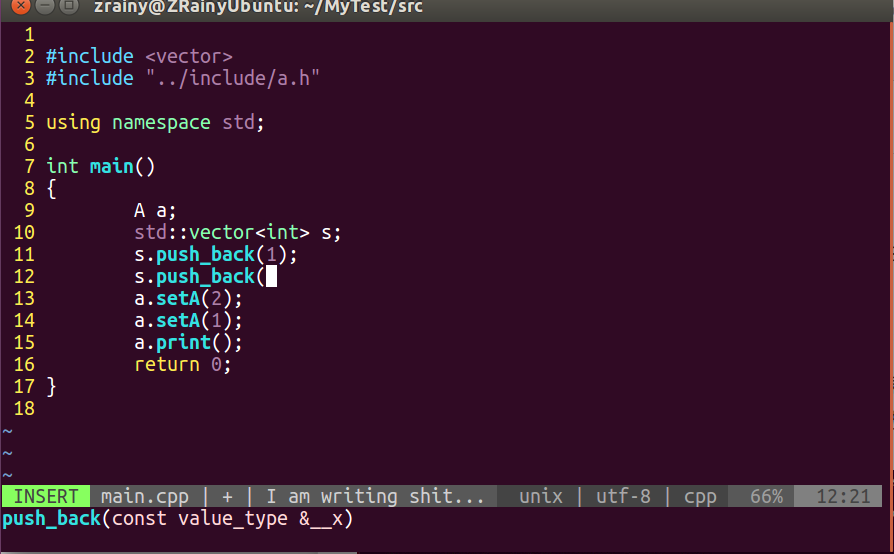 zrainy@ZRainyUbuntu: ~/MyTest/src
1
2 #include <vector>
3 #include "../include/a.h"
4
5 using namespace std;
6
7 int main()
8 {
9 A a;
10 std::vector<int> s;
11 s.push_back(1);
12 s.push_back(
13 a.setA(2);
14 a.setA(1);
15 a.print();
16 return 0;
17 }
18
~
~
~
INSERT main.cpp | + | I am writing shit... unix | utf-8 | cpp 66% 12:21
push_back(const value_type &__x)